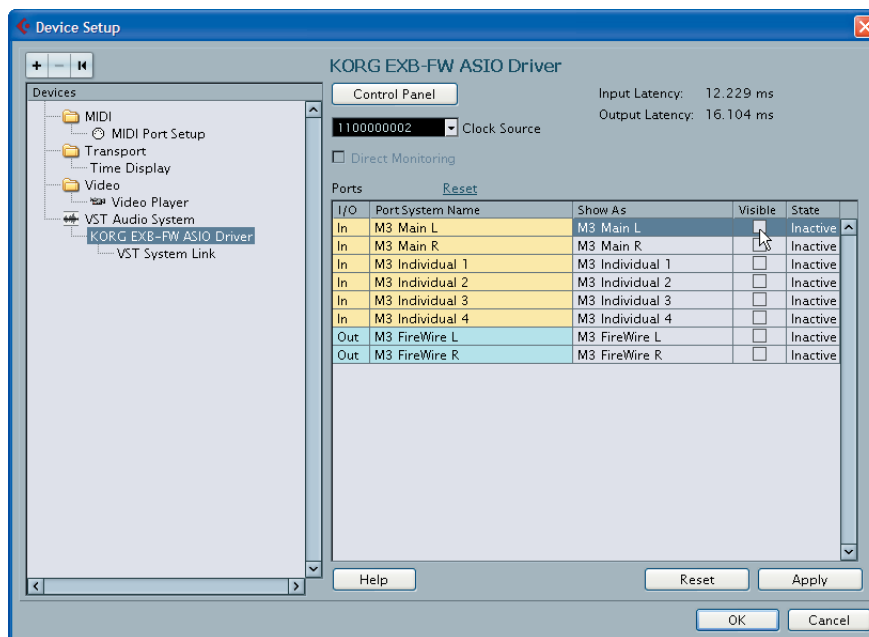 Device Setup
Devices
MIDI
MIDI Port Setup
Transport
Time Display
Video
Video Player
VST Audio System
KORG EXB-FW ASIO Driver
VST System Link
KORG EXB-FW ASIO Driver
Control Panel
Input Latency: 12.229 ms
Output Latency: 16.104 ms
1100000002 Clock Source
Direct Monitoring
Ports Reset
I/O Port System Name Show As Visible State
In M3 Main L M3 Main L Inactive
In M3 Main R M3 Main R Inactive
In M3 Individual 1 M3 Individual 1 Inactive
In M3 Individual 2 M3 Individual 2 Inactive
In M3 Individual 3 M3 Individual 3 Inactive
In M3 Individual 4 M3 Individual 4 Inactive
Out M3 FireWire L M3 FireWire L Inactive
Out M3 FireWire R M3 FireWire R Inactive
Help Reset Apply
OK Cancel